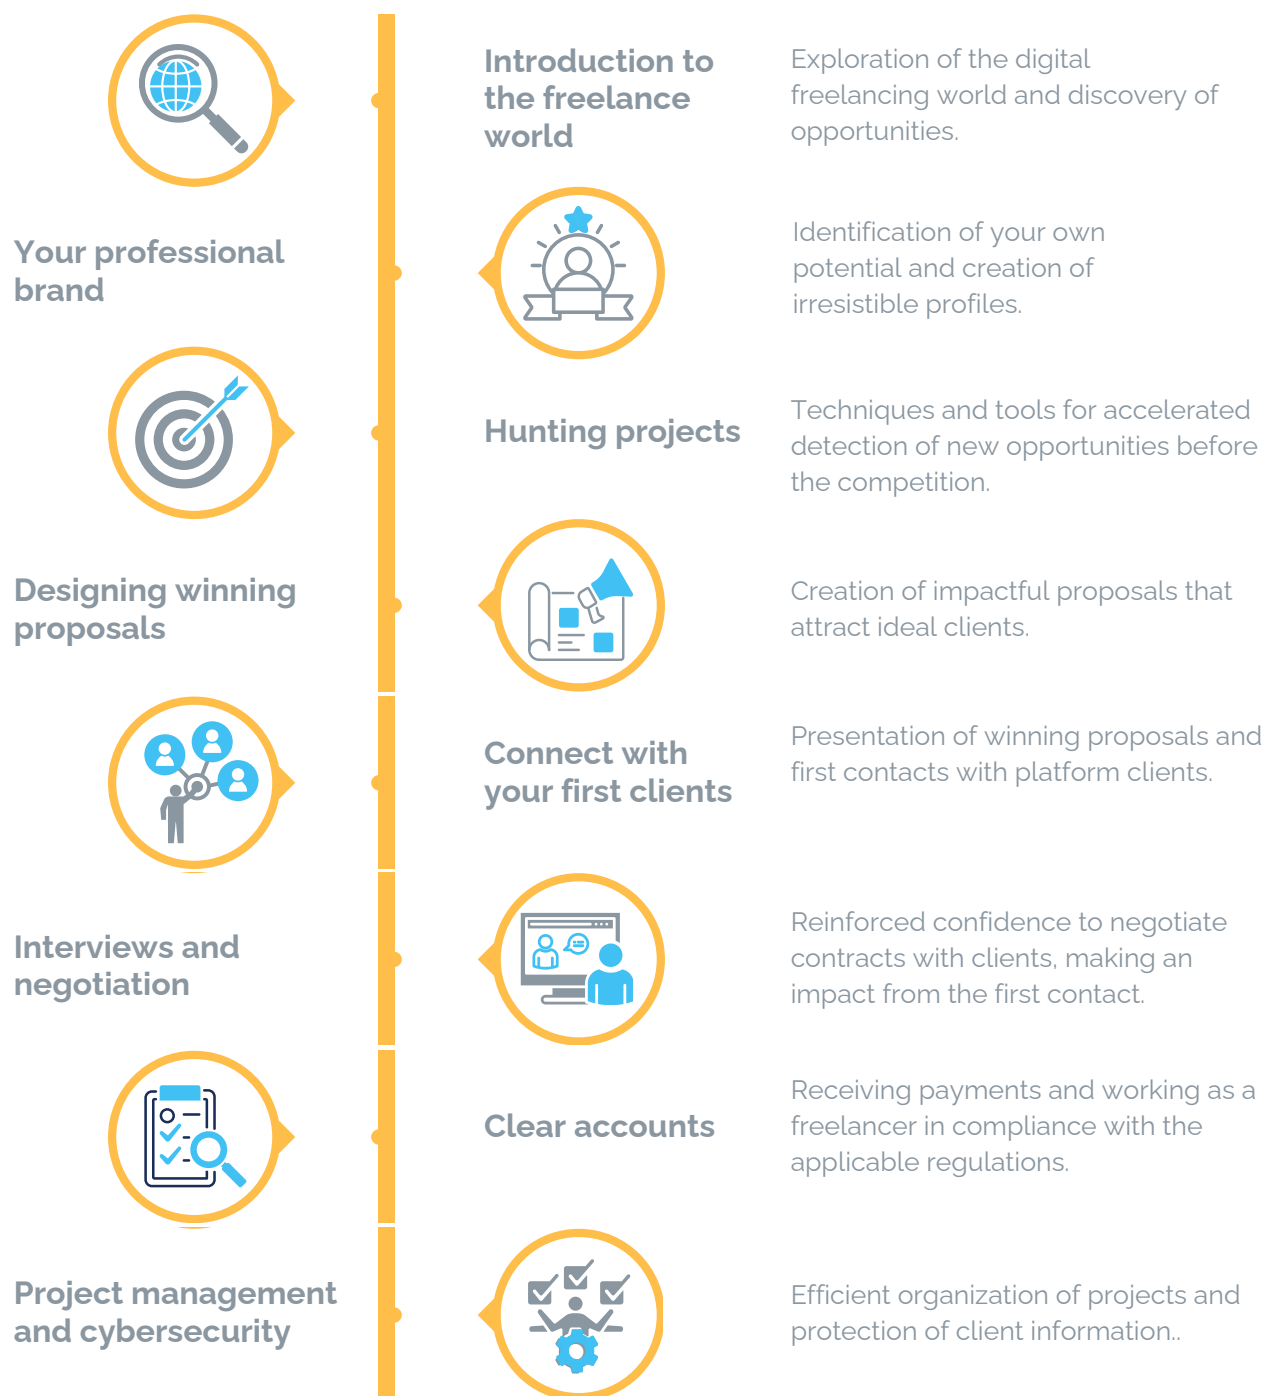 Introduction to
the freelance
world
Exploration of the digital
freelancing world and discovery of
opportunities.
Your professional
brand
Identification of your own
potential and creation of
irresistible profiles.
Hunting projects
Techniques and tools for accelerated
detection of new opportunities before
the competition.
Designing winning
proposals
Creation of impactful proposals that
attract ideal clients.
Connect with
your first clients
Presentation of winning proposals and
first contacts with platform clients.
Interviews and
negotiation
Reinforced confidence to negotiate
contracts with clients, making an
impact from the first contact.
Clear accounts
Receiving payments and working as a
freelancer in compliance with the
applicable regulations.
Project management
and cybersecurity
Efficient organization of projects and
protection of client information..